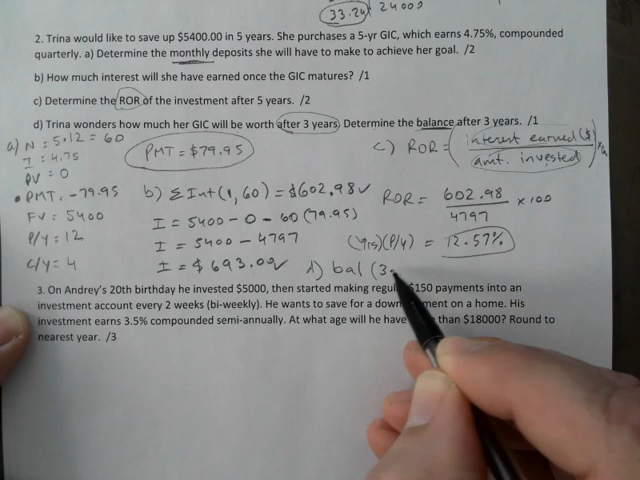 33.24 24000
2. Trina would like to save up $5400.00 in 5 years. She purchases a 5-yr GIC, which earns 4.75%, compounded
quarterly. a) Determine the monthly deposits she will have to make to achieve her goal. /2
b) How much interest will she have earned once the GIC matures? /1
c) Determine the ROR of the investment after 5 years. /2
d) Trina wonders how much her GIC will be worth after 3 years. Determine the balance after 3 years. /1
a) N = 5·12 = 60
I = 4.75
PV = 0
• PMT = -79.95
FV = 5400
P/y = 12
C/y = 4
PMT = $79.95
b) Σ Int(1, 60) = $602.98 ✓
I = 5400 - 0 - 60(79.95)
I = 5400 - 4797
I = $ 603.00 ✓
c) ROR = (interest earned($) / amt. invested)
ROR = 602.98 / 4797 × 100
(yrs)(P/y) = 12.57%
d) bal (3
3. On Andrey's 20th birthday he invested $5000, then started making regul $150 payments into an
investment account every 2 weeks (bi-weekly). He wants to save for a down ment on a home. His
investment earns 3.5% compounded semi-annually. At what age will he have than $18000? Round to
nearest year. /3